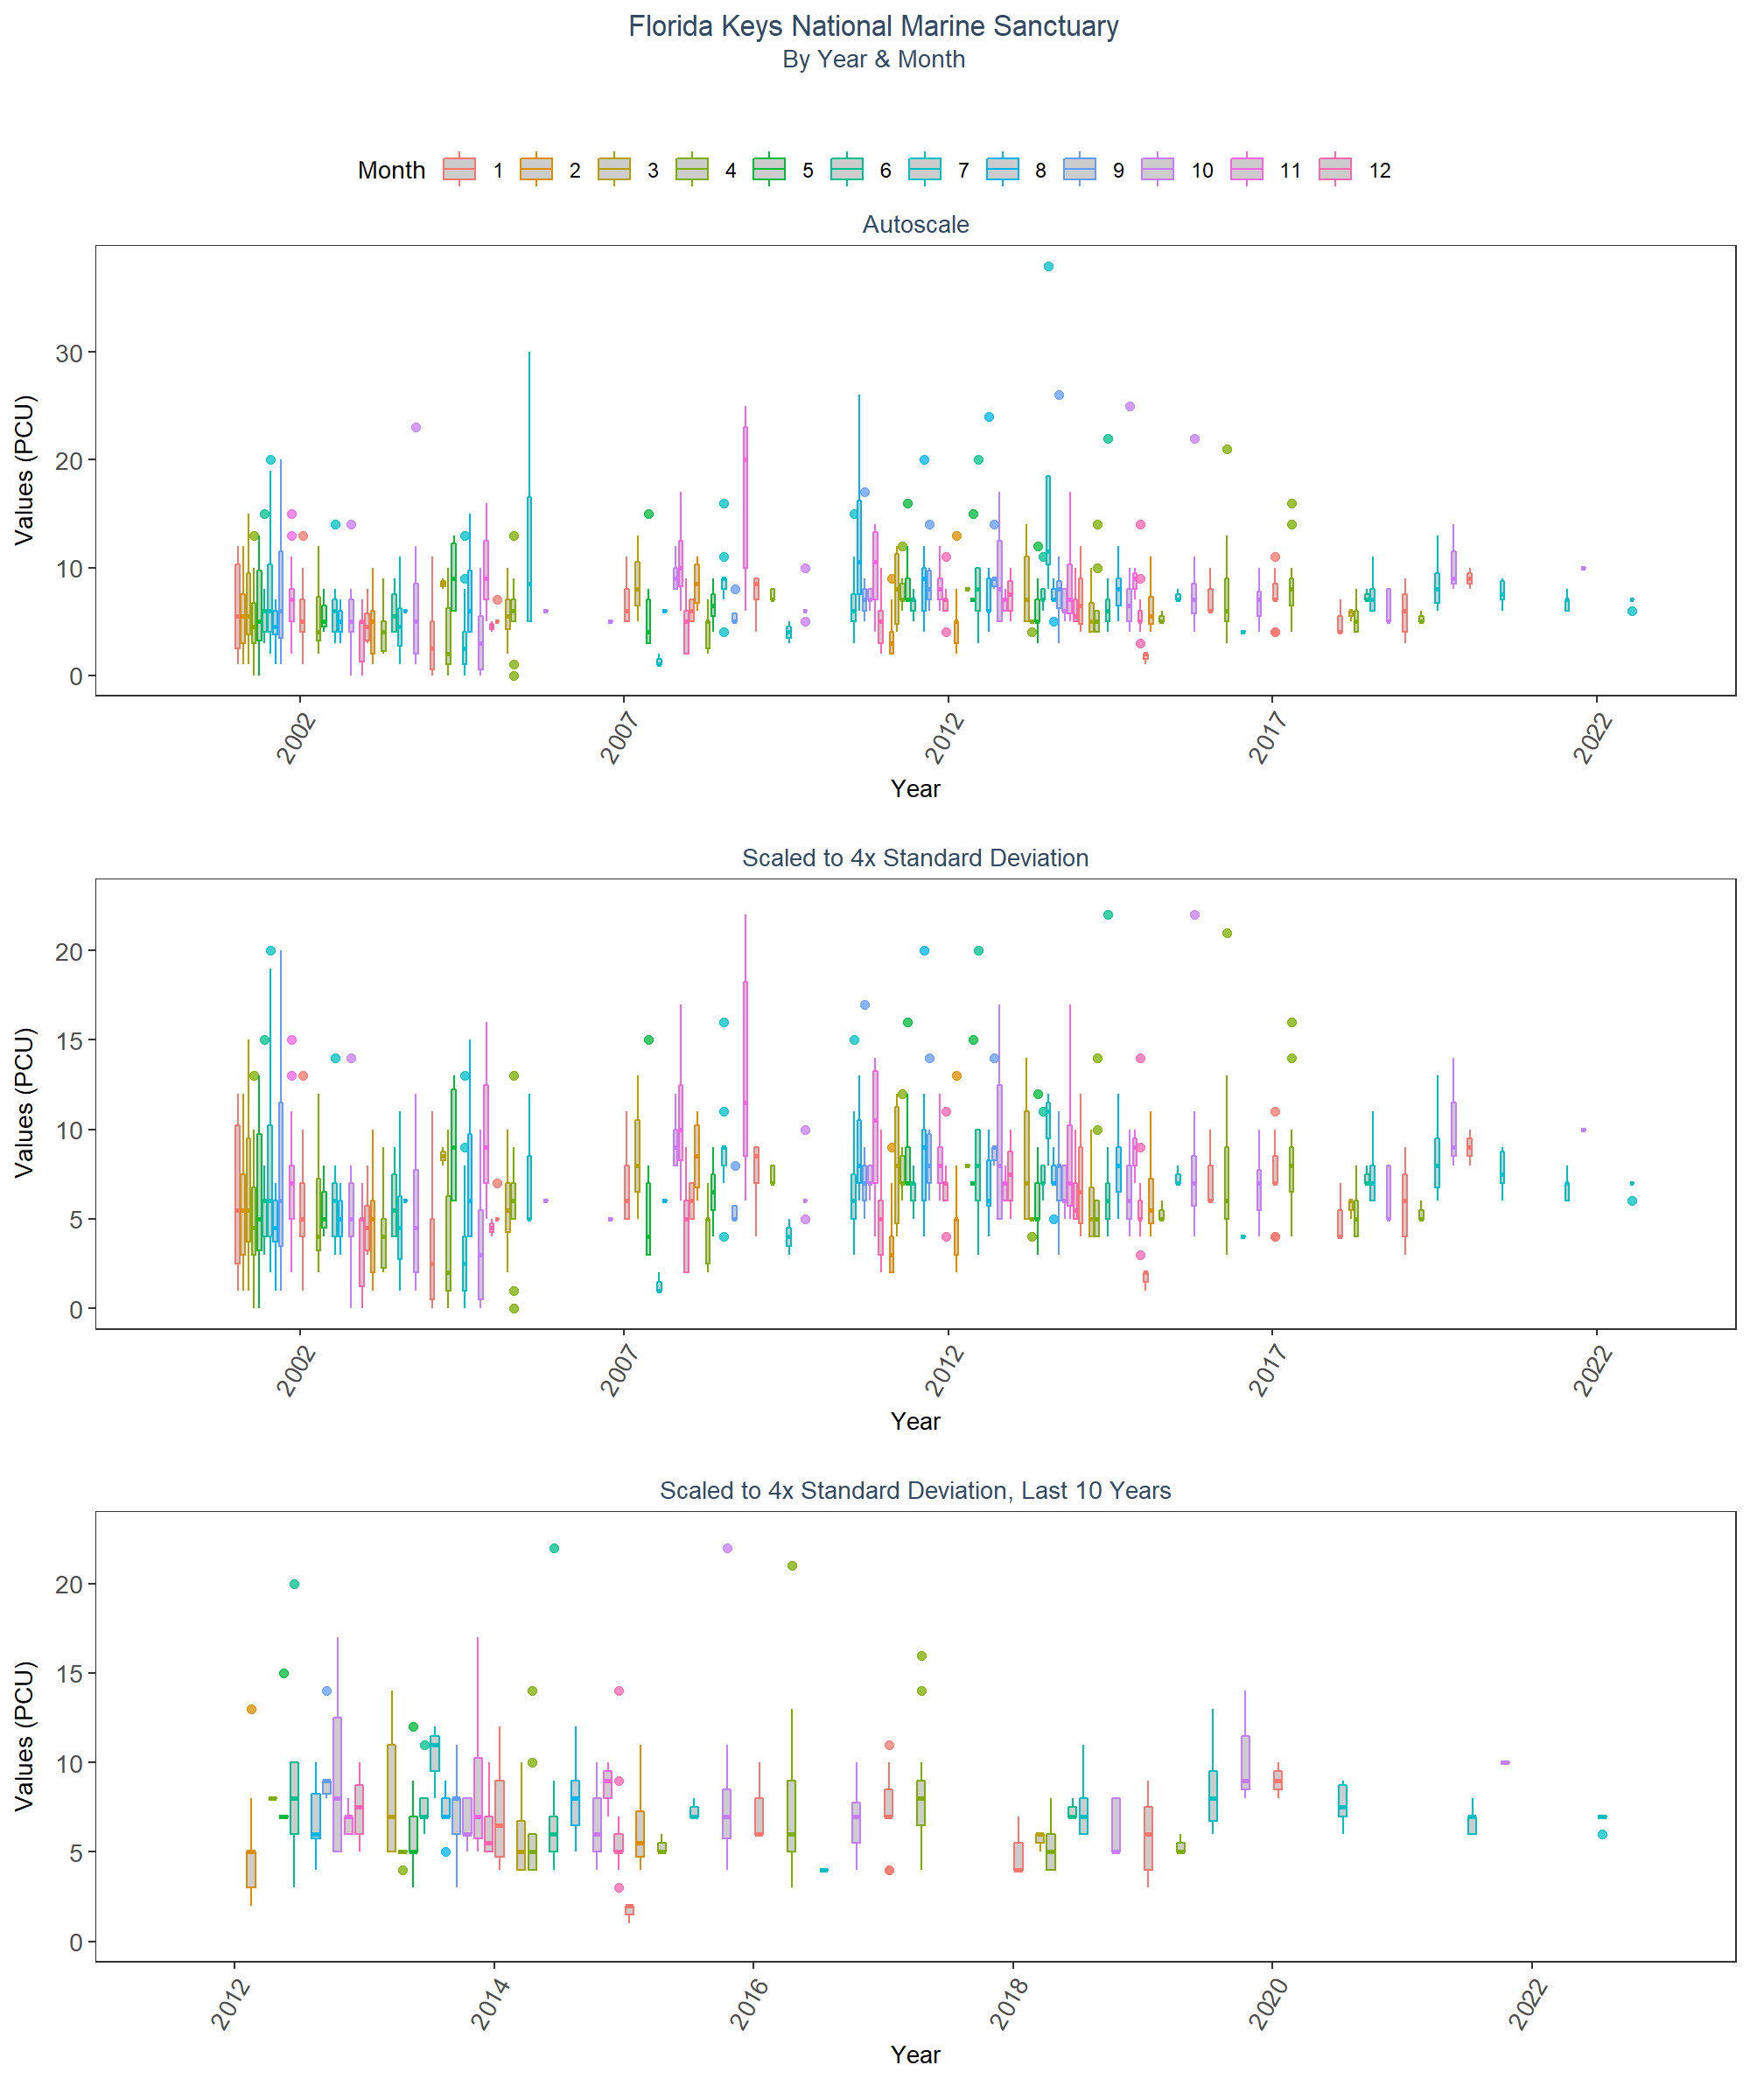 Florida Keys National Marine Sanctuary
By Year & Month
Month 1 2 3 4 5 6 7 8 9 10 11 12
Autoscale
Values (PCU)
30
20
10
0
2002 2007 2012 2017 2022
Year
Scaled to 4x Standard Deviation
Values (PCU)
20
15
10
5
0
2002 2007 2012 2017 2022
Year
Scaled to 4x Standard Deviation, Last 10 Years
Values (PCU)
20
15
10
5
0
2012 2014 2016 2018 2020 2022
Year